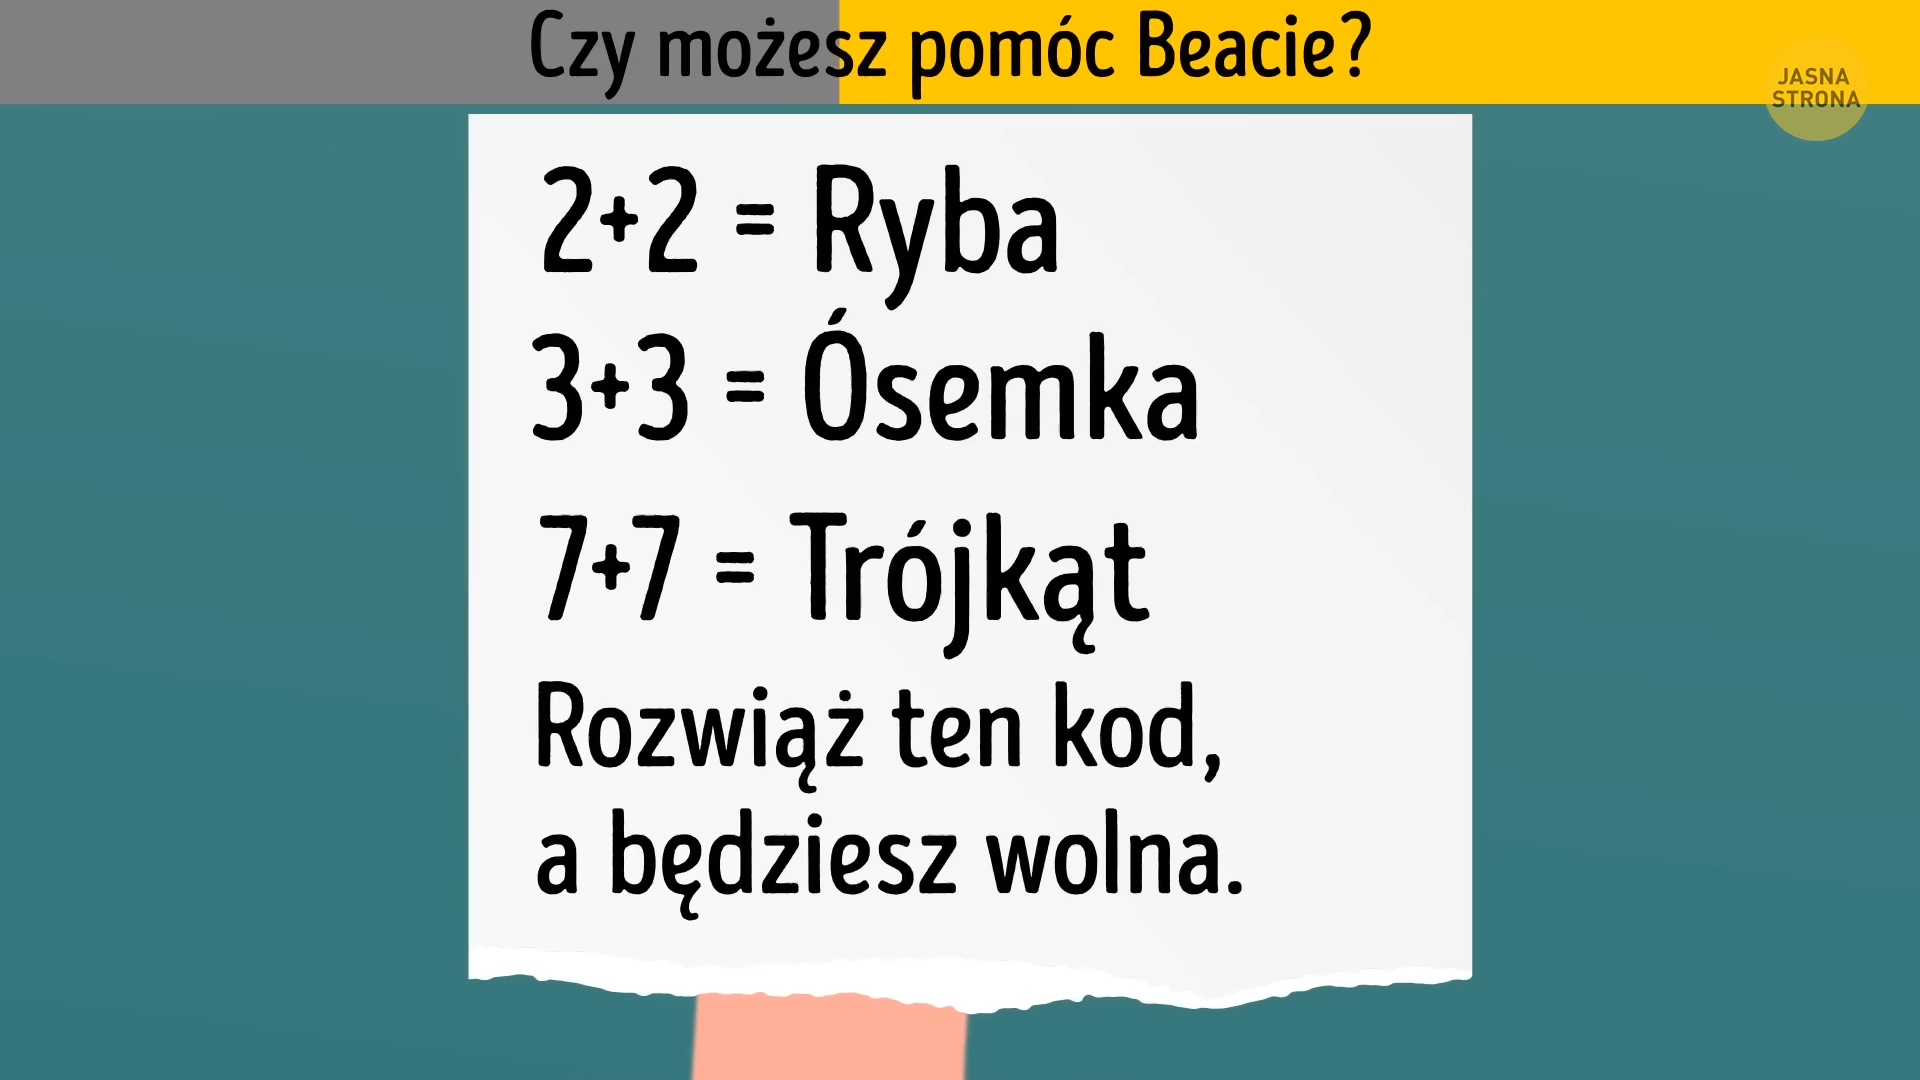 Czy możesz pomóc Beacie?
JASNA
STRONA
2+2 = Ryba
3+3 = Ósemka
7+7 = Trójkąt
Rozwiąż ten kod,
a będziesz wolna.